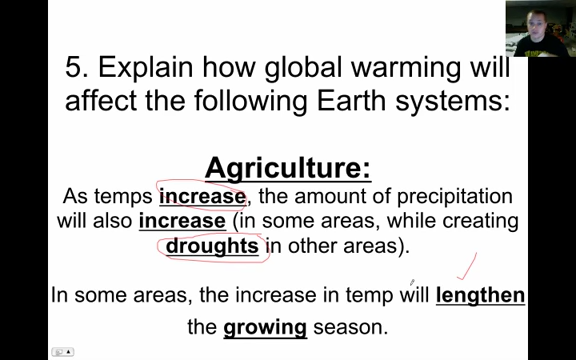 5. Explain how global warming will
affect the following Earth systems:
Agriculture:
As temps increase, the amount of precipitation
will also increase (in some areas, while creating
droughts in other areas).
In some areas, the increase in temp will lengthen
the growing season.